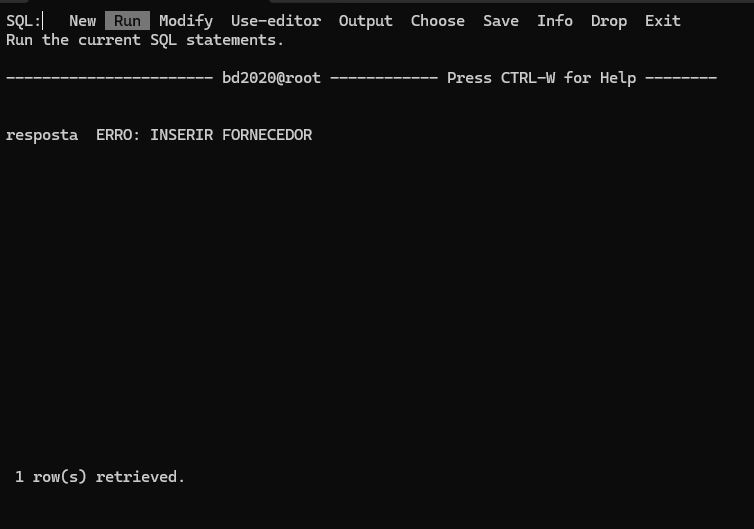 SQL:   New  Run  Modify  Use-editor  Output  Choose  Save  Info  Drop  Exit
Run the current SQL statements.
----------------------- bd2020@root ------------ Press CTRL-W for Help --------
resposta  ERRO: INSERIR FORNECEDOR
1 row(s) retrieved.